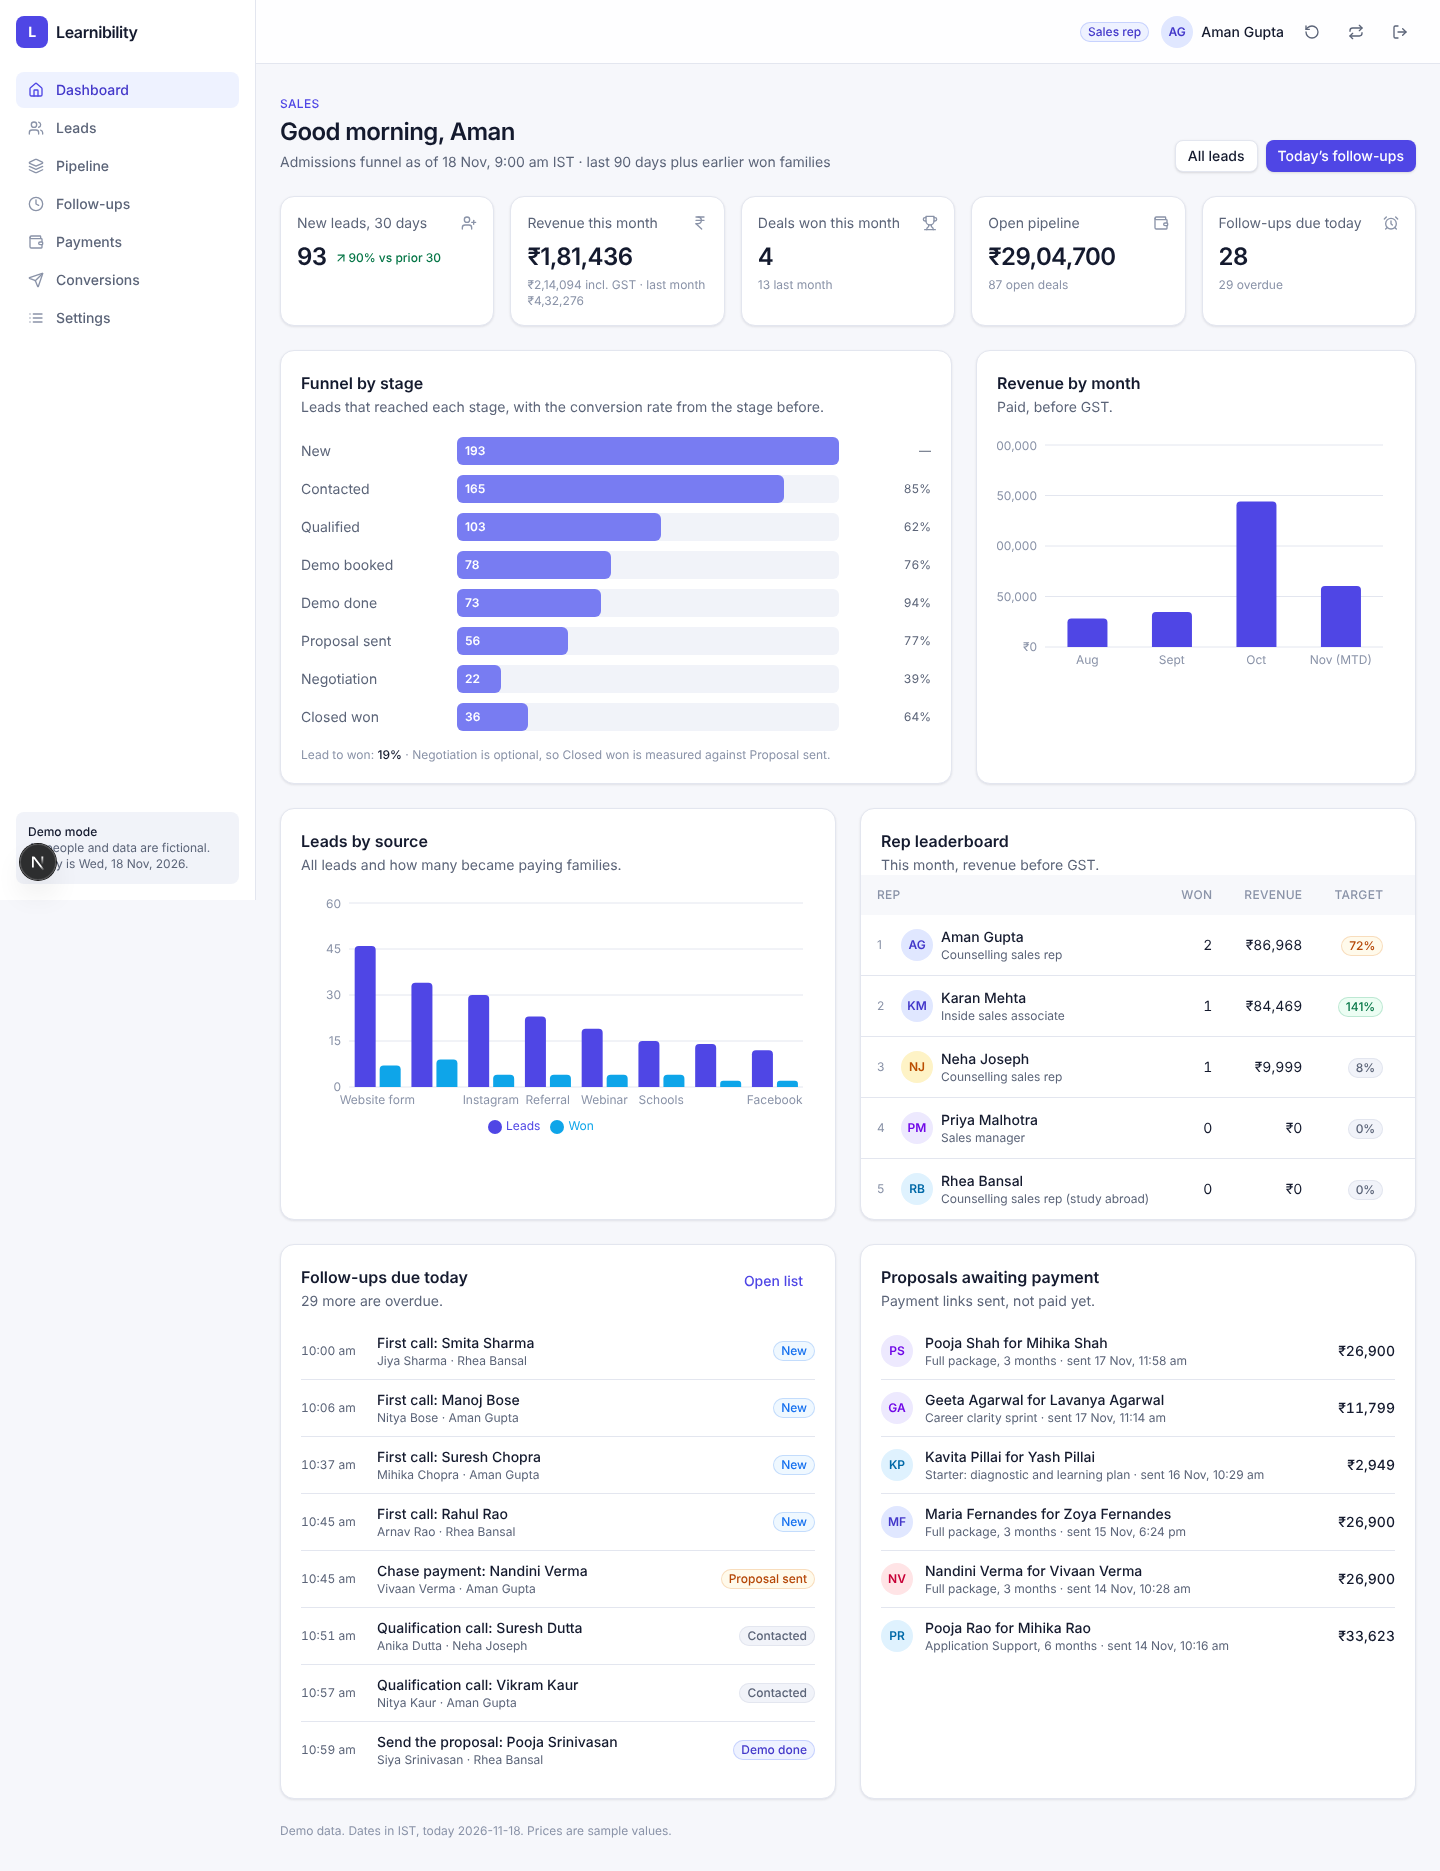 L Learnibility
Sales rep AG Aman Gupta
Dashboard
Leads
Pipeline
Follow-ups
Payments
Conversions
Settings
Demo mode
people and data are fictional.
is Wed, 18 Nov, 2026.
N
SALES
Good morning, Aman
Admissions funnel as of 18 Nov, 9:00 am IST · last 90 days plus earlier won families
All leads
Today's follow-ups
New leads, 30 days
93 90% vs prior 30
Revenue this month
₹
₹1,81,436
₹2,14,094 incl. GST · last month
₹4,32,276
Deals won this month
4
13 last month
Open pipeline
₹29,04,700
87 open deals
Follow-ups due today
28
29 overdue
Funnel by stage
Leads that reached each stage, with the conversion rate from the stage before.
New 193 —
Contacted 165 85%
Qualified 103 62%
Demo booked 78 76%
Demo done 73 94%
Proposal sent 56 77%
Negotiation 22 39%
Closed won 36 64%
Lead to won: 19% · Negotiation is optional, so Closed won is measured against Proposal sent.
Revenue by month
Paid, before GST.
00,000
50,000
00,000
50,000
₹0
Aug Sept Oct Nov (MTD)
Leads by source
All leads and how many became paying families.
60
45
30
15
0
Website form Instagram Referral Webinar Schools Facebook
Leads Won
Rep leaderboard
This month, revenue before GST.
REP WON REVENUE TARGET
1 AG Aman Gupta 2 ₹86,968 72%
Counselling sales rep
2 KM Karan Mehta 1 ₹84,469 141%
Inside sales associate
3 NJ Neha Joseph 1 ₹9,999 8%
Counselling sales rep
4 PM Priya Malhotra 0 ₹0 0%
Sales manager
5 RB Rhea Bansal 0 ₹0 0%
Counselling sales rep (study abroad)
Follow-ups due today
Open list
29 more are overdue.
10:00 am First call: Smita Sharma New
Jiya Sharma · Rhea Bansal
10:06 am First call: Manoj Bose New
Nitya Bose · Aman Gupta
10:37 am First call: Suresh Chopra New
Mihika Chopra · Aman Gupta
10:45 am First call: Rahul Rao New
Arnav Rao · Rhea Bansal
10:45 am Chase payment: Nandini Verma Proposal sent
Vivaan Verma · Aman Gupta
10:51 am Qualification call: Suresh Dutta Contacted
Anika Dutta · Neha Joseph
10:57 am Qualification call: Vikram Kaur Contacted
Nitya Kaur · Aman Gupta
10:59 am Send the proposal: Pooja Srinivasan Demo done
Siya Srinivasan · Rhea Bansal
Proposals awaiting payment
Payment links sent, not paid yet.
PS Pooja Shah for Mihika Shah ₹26,900
Full package, 3 months · sent 17 Nov, 11:58 am
GA Geeta Agarwal for Lavanya Agarwal ₹11,799
Career clarity sprint · sent 17 Nov, 11:14 am
KP Kavita Pillai for Yash Pillai ₹2,949
Starter: diagnostic and learning plan · sent 16 Nov, 10:29 am
MF Maria Fernandes for Zoya Fernandes ₹26,900
Full package, 3 months · sent 15 Nov, 6:24 pm
NV Nandini Verma for Vivaan Verma ₹26,900
Full package, 3 months · sent 14 Nov, 10:28 am
PR Pooja Rao for Mihika Rao ₹33,623
Application Support, 6 months · sent 14 Nov, 10:16 am
Demo data. Dates in IST, today 2026-11-18. Prices are sample values.